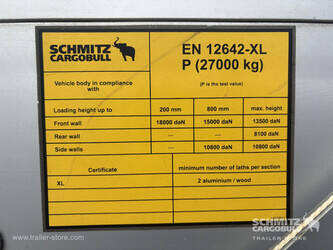 SCHMITZ
CARGOBULL
EN 12642-XL
P (27000 kg)
Vehicle body in compliance
with
(P is the test value)
Loading height up to 200 mm 800 mm max. height
Front wall 18000 daN 15000 daN 13500 daN
Rear wall — — 8100 daN
Side walls — 10800 daN 10800 daN
Certificate minimum number of laths per section
XL 2 aluminium / wood
SCHMITZ
CARGOBULL
TRAILER STORE
www.trailer-store.com